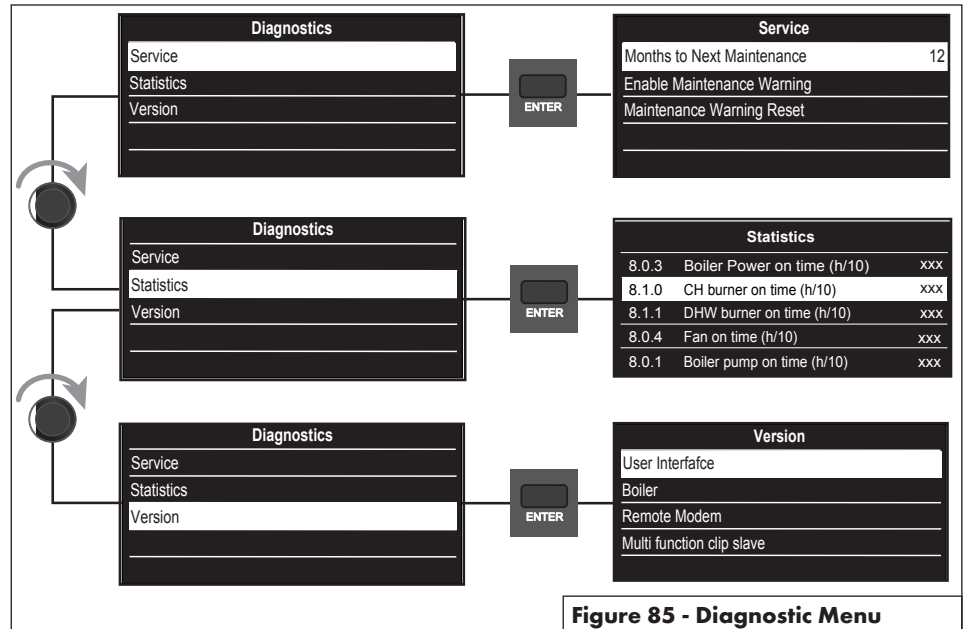 Diagnostics
Service
Statistics
Version
ENTER
Service
Months to Next Maintenance 12
Enable Maintenance Warning
Maintenance Warning Reset
Diagnostics
Service
Statistics
Version
ENTER
Statistics
8.0.3 Boiler Power on time (h/10) xxx
8.1.0 CH burner on time (h/10) xxx
8.1.1 DHW burner on time (h/10) xxx
8.0.4 Fan on time (h/10) xxx
8.0.1 Boiler pump on time (h/10) xxx
Diagnostics
Service
Statistics
Version
ENTER
Version
User Interfafce
Boiler
Remote Modem
Multi function clip slave
Figure 85 - Diagnostic Menu